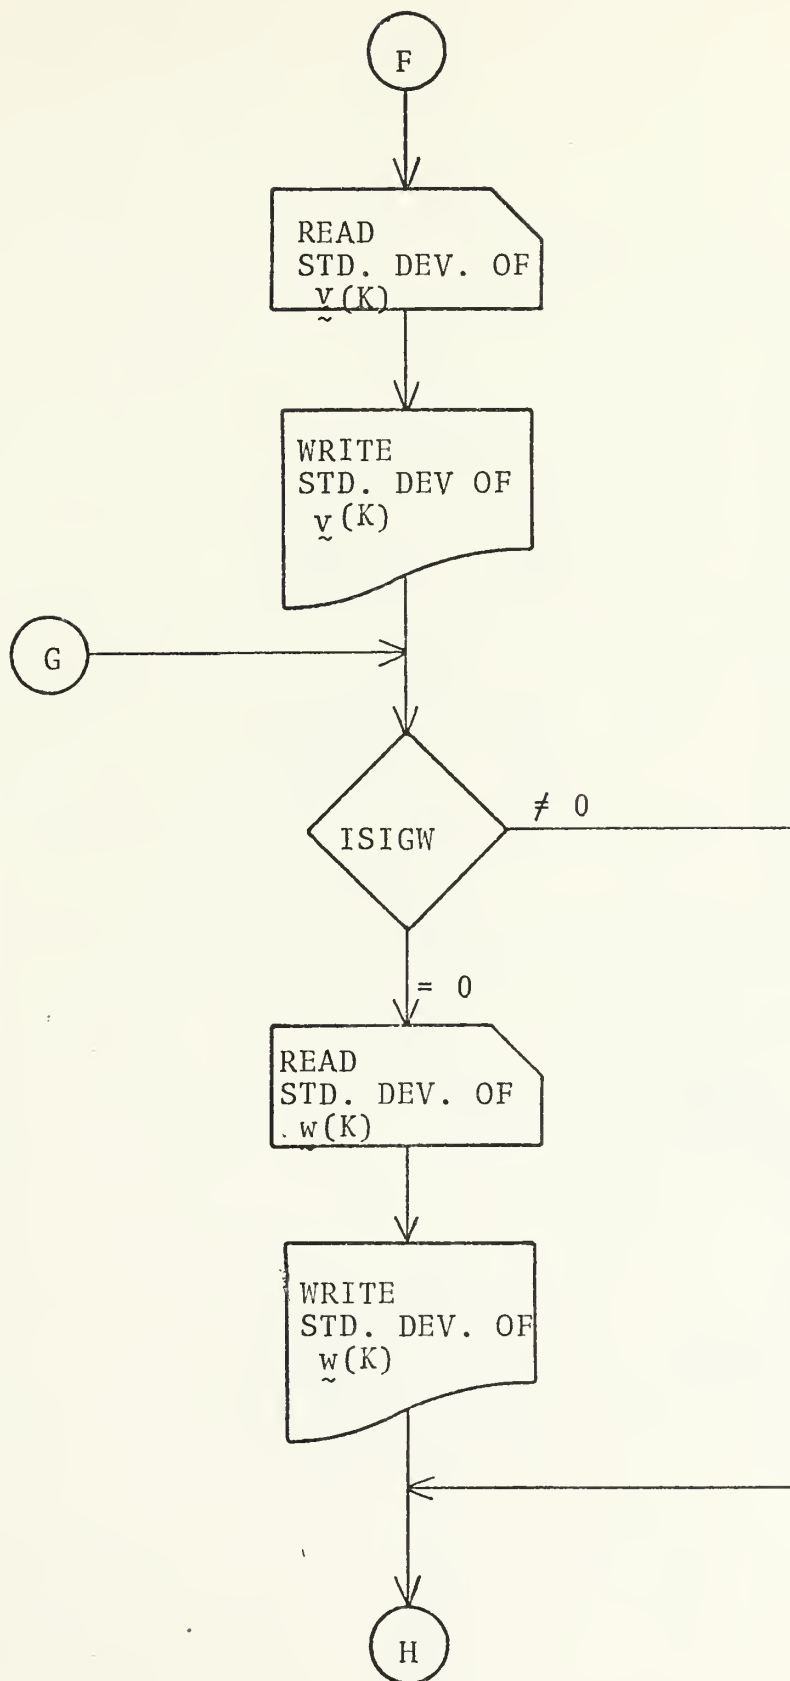 F
READ
STD. DEV. OF
v̰(K)
WRITE
STD. DEV OF
v̰(K)
G
ISIGW
≠ 0
= 0
READ
STD. DEV. OF
w̰(K)
WRITE
STD. DEV. OF
w̰(K)
H